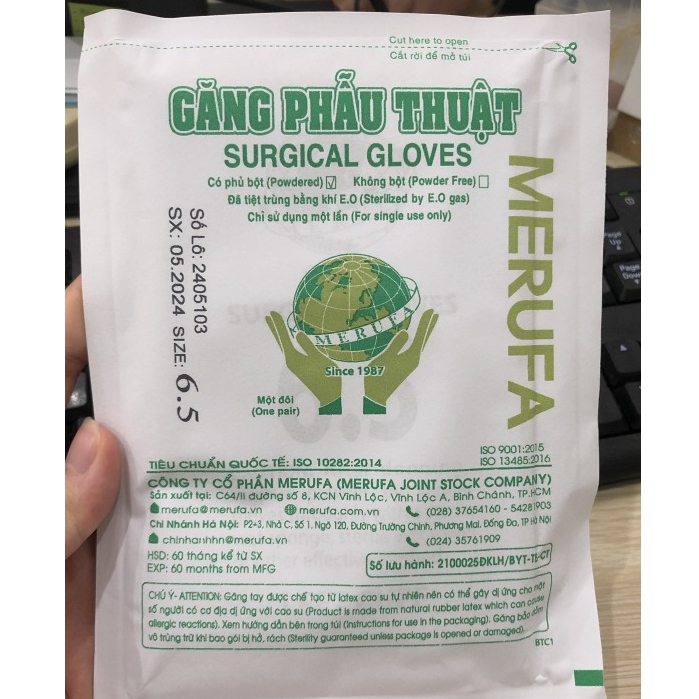 Cut here to open
Cắt rời để mở túi
GĂNG PHẪU THUẬT
SURGICAL GLOVES
Có phủ bột (Powdered) ☑ Không bột (Powder Free) ☐
Đã tiệt trùng bằng khí E.O (Sterilized by E.O gas)
Chỉ sử dụng một lần (For single use only)
MERUFA
Số Lô: 2405103
SX: 05.2024 SIZE: 6.5
MERUFA
Since 1987
Một đôi
(One pair)
ISO 9001:2015
ISO 13485:2016
TIÊU CHUẨN QUỐC TẾ: ISO 10282:2014
CÔNG TY CỔ PHẦN MERUFA (MERUFA JOINT STOCK COMPANY)
Sản xuất tại: C64/II đường số 8, KCN Vĩnh Lộc, Vĩnh Lộc A, Bình Chánh, TP.HCM
merufa@merufa.vn merufa.com.vn (028) 37654160 - 54281903
Chi Nhánh Hà Nội: P2+3, Nhà C, Số 1, Ngõ 120, Đường Trường Chinh, Phương Mai, Đống Đa, TP Hà Nội
chinhanhhn@merufa.vn (024) 35761909
HSD: 60 tháng kể từ SX
EXP: 60 months from MFG
Số lưu hành: 2100025ĐKLH/BYT-TB-CT
CHÚ Ý- ATTENTION: Găng tay được chế tạo từ latex cao su tự nhiên nên có thể gây dị ứng cho một
số người có cơ địa dị ứng với cao su (Product is made from natural rubber latex which can cause
allergic reactions). Xem hướng dẫn bên trong túi (Instructions for use in the packaging). Găng bảo đảm
vô trùng trừ khi bao gói bị hở, rách (Sterility guaranteed unless package is opened or damaged).
BTC1
Page
Up
Page